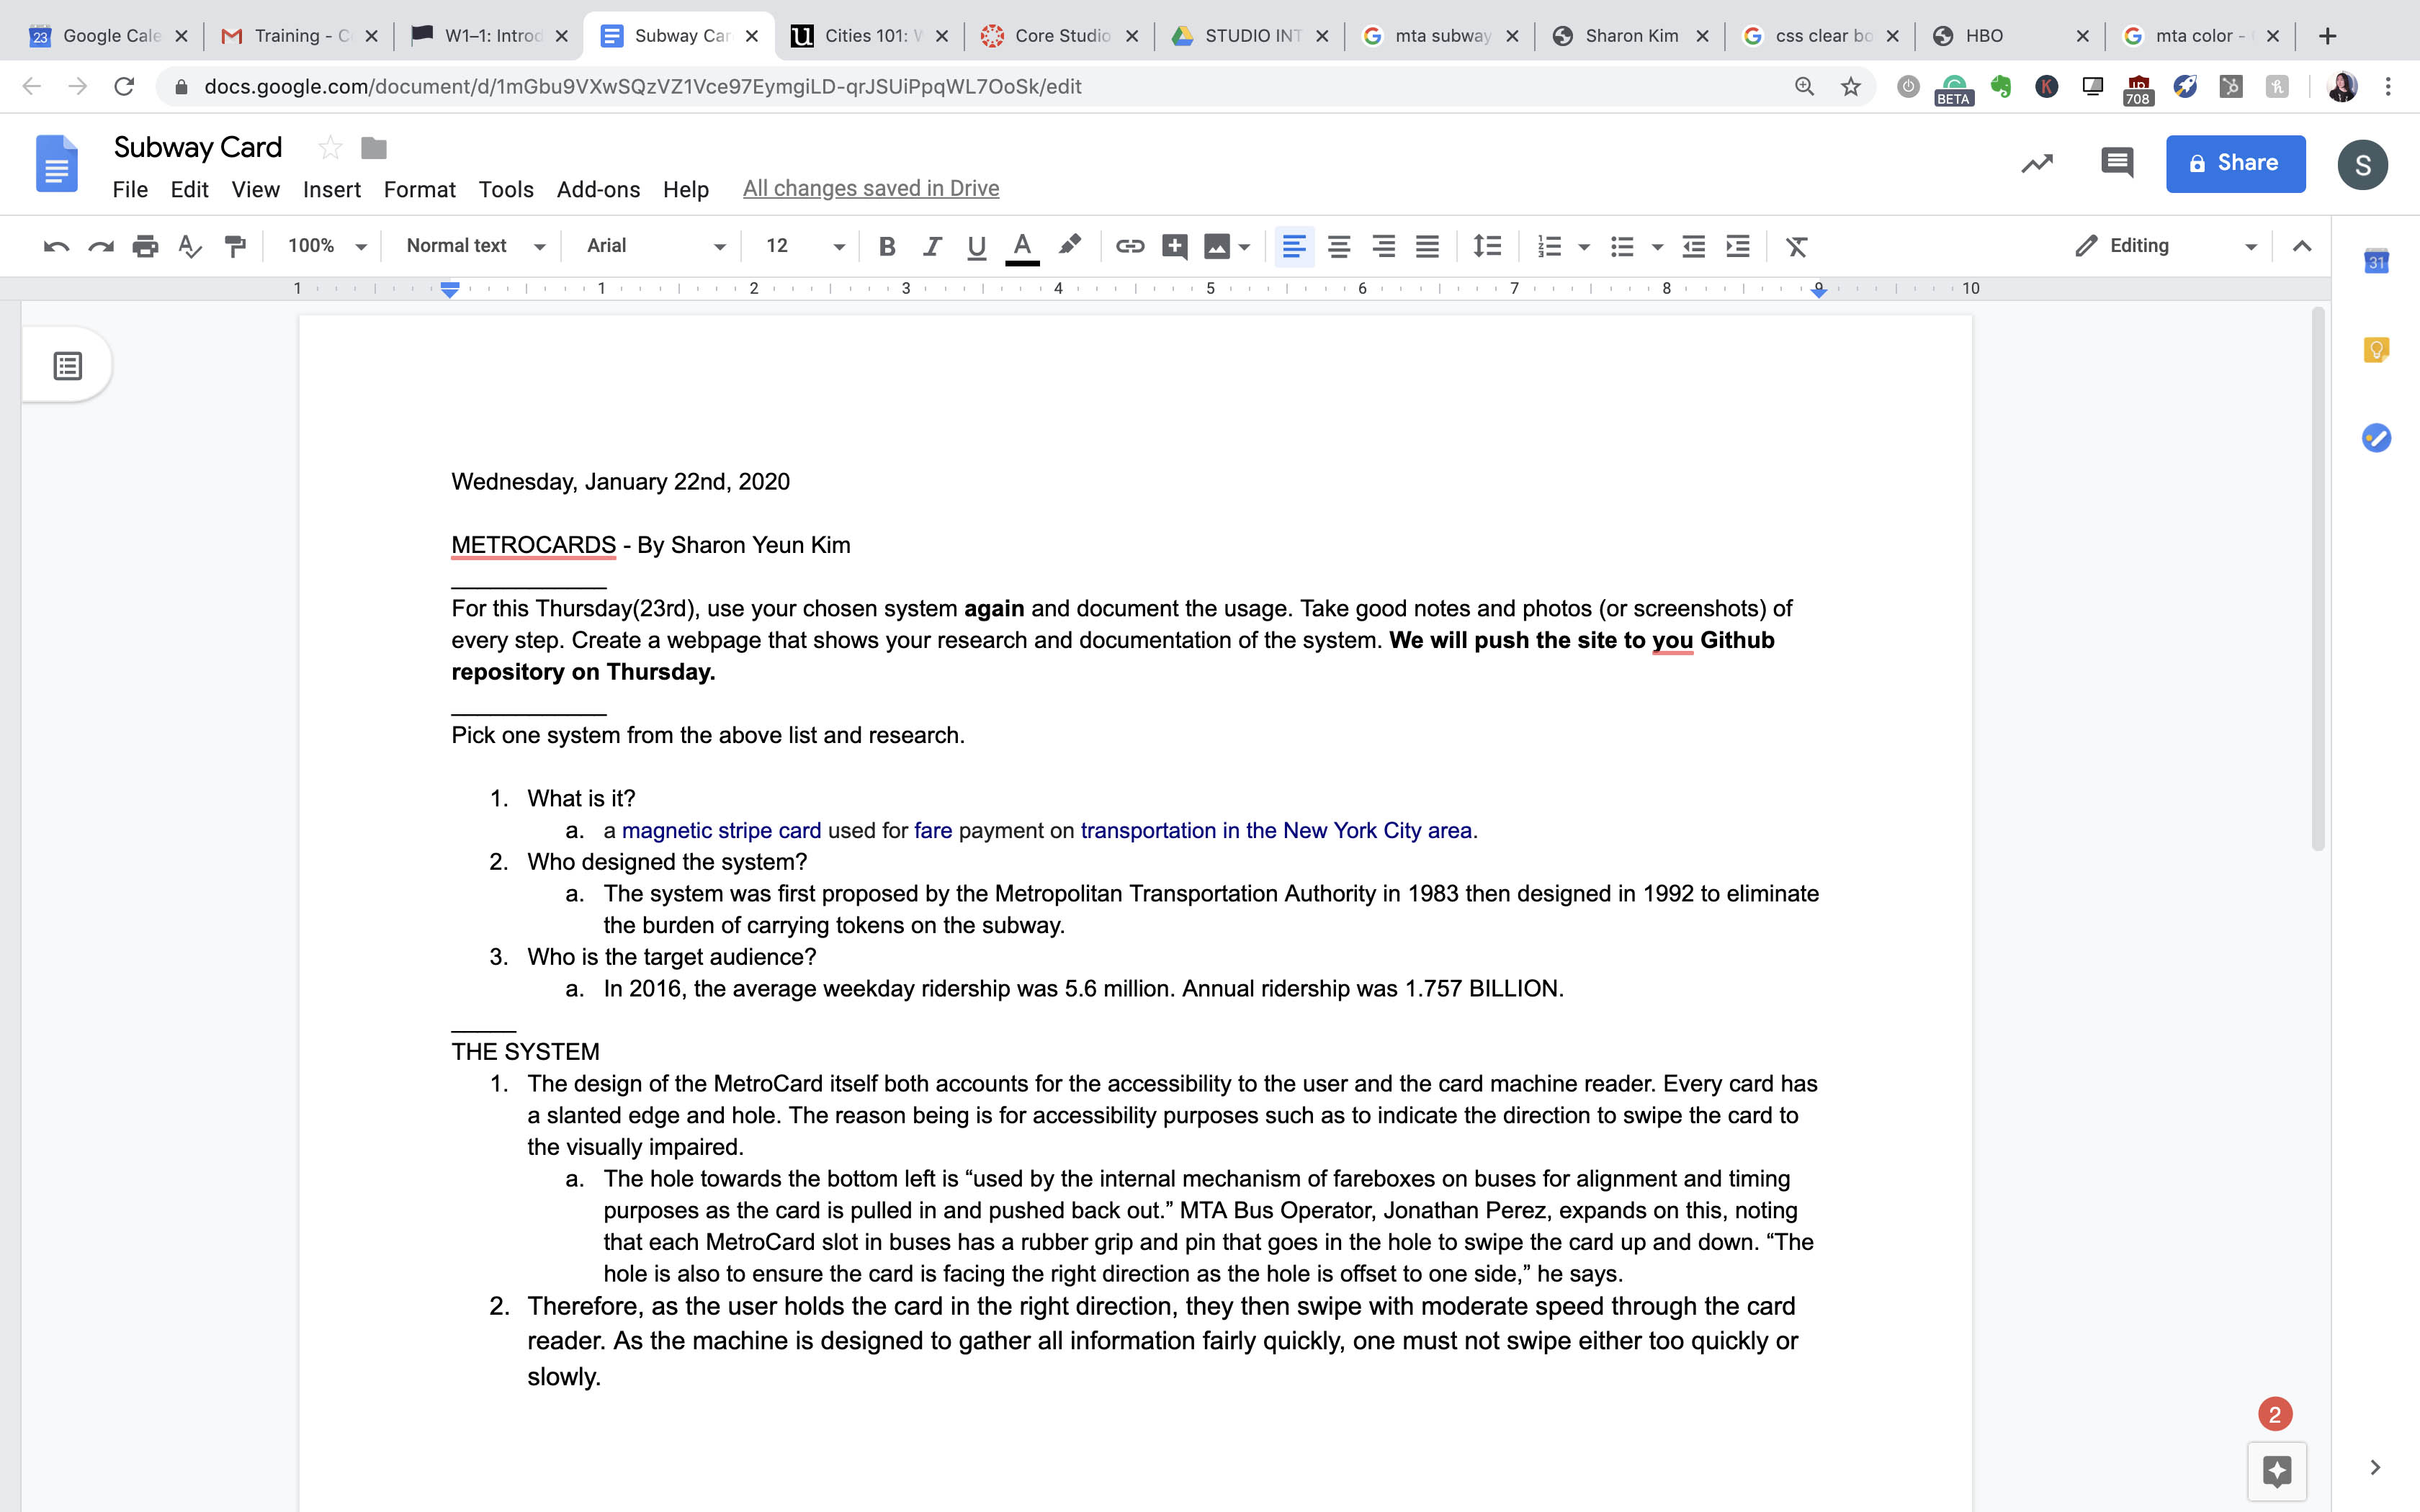 23 Google Cale
Training - C
W1–1: Introd
Subway Car
Cities 101: W
Core Studio
STUDIO INT
mta subway
Sharon Kim
css clear bo
HBO
mta color -
docs.google.com/document/d/1mGbu9VXwSQzVZ1Vce97EymgiLD-qrJSUiPpqWL7OoSk/edit
BETA
708
Subway Card
File Edit View Insert Format Tools Add-ons Help All changes saved in Drive
Share
S
100% Normal text Arial 12 B I U A Editing
31
1 1 2 3 4 5 6 7 8 9 10
Wednesday, January 22nd, 2020
METROCARDS - By Sharon Yeun Kim
For this Thursday(23rd), use your chosen system again and document the usage. Take good notes and photos (or screenshots) of
every step. Create a webpage that shows your research and documentation of the system. We will push the site to you Github
repository on Thursday.
Pick one system from the above list and research.
1. What is it?
a. a magnetic stripe card used for fare payment on transportation in the New York City area.
2. Who designed the system?
a. The system was first proposed by the Metropolitan Transportation Authority in 1983 then designed in 1992 to eliminate
the burden of carrying tokens on the subway.
3. Who is the target audience?
a. In 2016, the average weekday ridership was 5.6 million. Annual ridership was 1.757 BILLION.
THE SYSTEM
1. The design of the MetroCard itself both accounts for the accessibility to the user and the card machine reader. Every card has
a slanted edge and hole. The reason being is for accessibility purposes such as to indicate the direction to swipe the card to
the visually impaired.
a. The hole towards the bottom left is “used by the internal mechanism of fareboxes on buses for alignment and timing
purposes as the card is pulled in and pushed back out.” MTA Bus Operator, Jonathan Perez, expands on this, noting
that each MetroCard slot in buses has a rubber grip and pin that goes in the hole to swipe the card up and down. “The
hole is also to ensure the card is facing the right direction as the hole is offset to one side,” he says.
2. Therefore, as the user holds the card in the right direction, they then swipe with moderate speed through the card
reader. As the machine is designed to gather all information fairly quickly, one must not swipe either too quickly or
slowly.
2